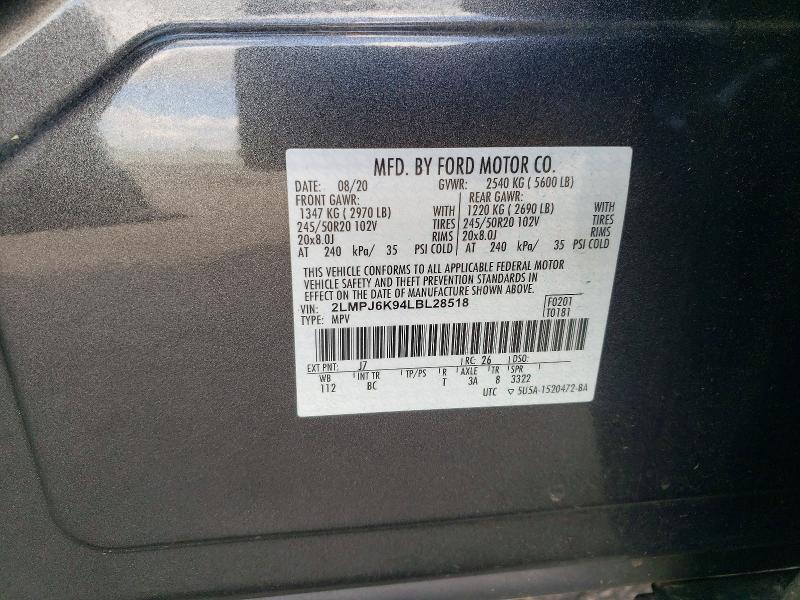 MFD. BY FORD MOTOR CO.
DATE: 08/20 GVWR: 2540 KG ( 5600 LB)
FRONT GAWR: REAR GAWR:
1347 KG ( 2970 LB) WITH 1220 KG ( 2690 LB) WITH
245/50R20 102V TIRES 245/50R20 102V TIRES
20x8.0J RIMS 20x8.0J RIMS
AT 240 kPa/ 35 PSI COLD AT 240 kPa/ 35 PSI COLD
THIS VEHICLE CONFORMS TO ALL APPLICABLE FEDERAL MOTOR
VEHICLE SAFETY AND THEFT PREVENTION STANDARDS IN
EFFECT ON THE DATE OF MANUFACTURE SHOWN ABOVE.
VIN: 2LMPJ6K94LBL28518 F0201
TYPE: MPV T0181
EXT PNT: J7 RC: 26 DSO:
WB INT TR TP/PS R AXLE TR SPR
112 BC T 3A 8 3322
UTC ▽ 5U5A-1520472-BA